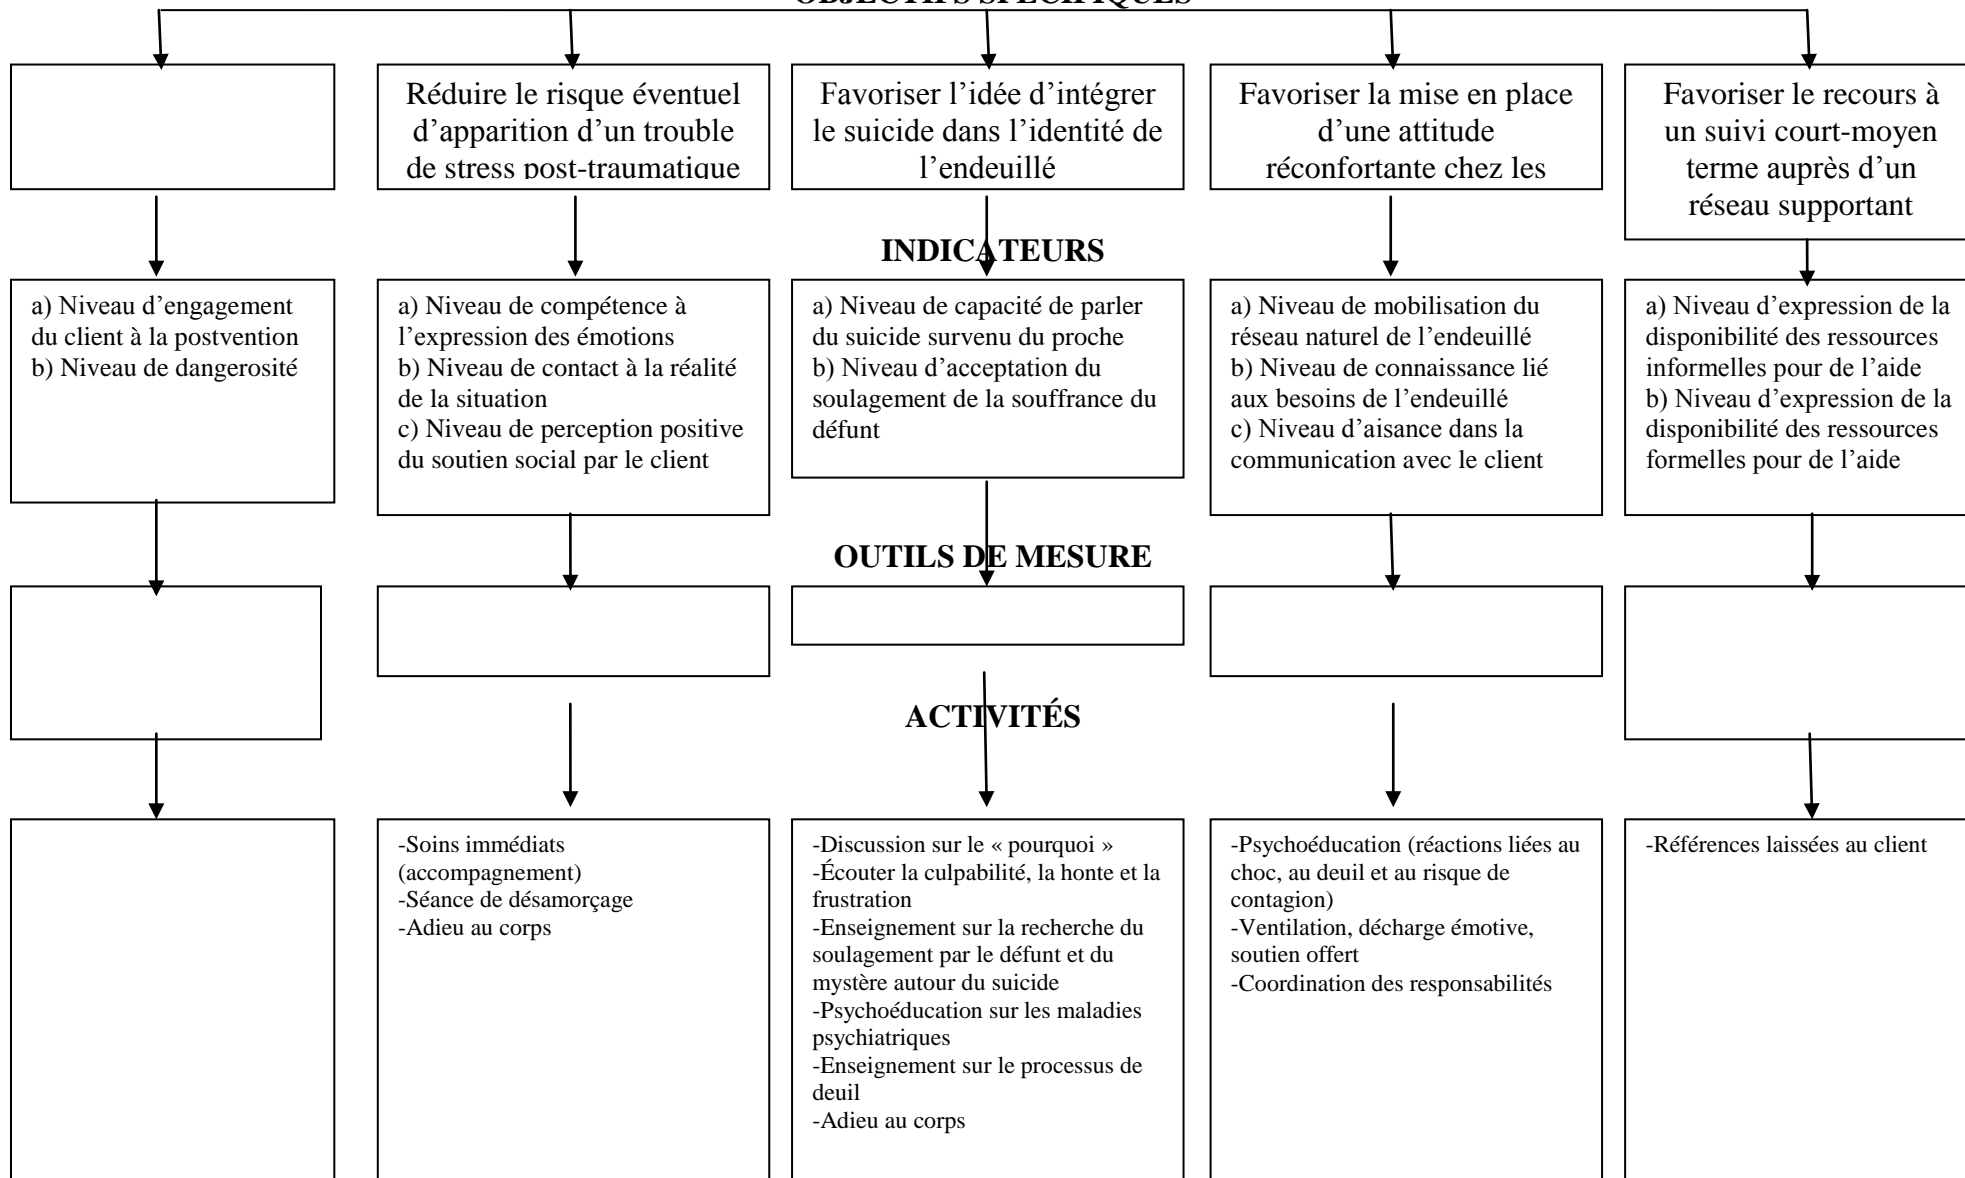 OBJECTIFS SPÉCIFIQUES
Réduire le risque éventuel
d’apparition d’un trouble
de stress post-traumatique
Favoriser l’idée d’intégrer
le suicide dans l’identité de
l’endeuillé
Favoriser la mise en place
d’une attitude
réconfortante chez les
Favoriser le recours à
un suivi court-moyen
terme auprès d’un
réseau supportant
INDICATEURS
a) Niveau d’engagement
du client à la postvention
b) Niveau de dangerosité
a) Niveau de compétence à
l’expression des émotions
b) Niveau de contact à la réalité
de la situation
c) Niveau de perception positive
du soutien social par le client
a) Niveau de capacité de parler
du suicide survenu du proche
b) Niveau d’acceptation du
soulagement de la souffrance du
défunt
a) Niveau de mobilisation du
réseau naturel de l’endeuillé
b) Niveau de connaissance lié
aux besoins de l’endeuillé
c) Niveau d’aisance dans la
communication avec le client
a) Niveau d’expression de la
disponibilité des ressources
informelles pour de l’aide
b) Niveau d’expression de la
disponibilité des ressources
formelles pour de l’aide
OUTILS DE MESURE
ACTIVITÉS
-Soins immédiats
(accompagnement)
-Séance de désamorçage
-Adieu au corps
-Discussion sur le « pourquoi »
-Écouter la culpabilité, la honte et la
frustration
-Enseignement sur la recherche du
soulagement par le défunt et du
mystère autour du suicide
-Psychoéducation sur les maladies
psychiatriques
-Enseignement sur le processus de
deuil
-Adieu au corps
-Psychoéducation (réactions liées au
choc, au deuil et au risque de
contagion)
-Ventilation, décharge émotive,
soutien offert
-Coordination des responsabilités
-Références laissées au client